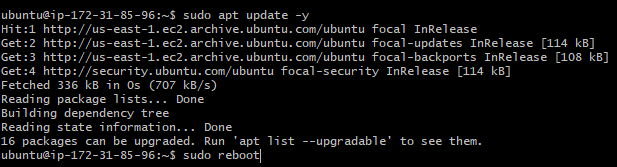 ubuntu@ip-172-31-85-96:~$ sudo apt update -y
Hit:1 http://us-east-1.ec2.archive.ubuntu.com/ubuntu focal InRelease
Get:2 http://us-east-1.ec2.archive.ubuntu.com/ubuntu focal-updates InRelease [114 kB]
Get:3 http://us-east-1.ec2.archive.ubuntu.com/ubuntu focal-backports InRelease [108 kB]
Get:4 http://security.ubuntu.com/ubuntu focal-security InRelease [114 kB]
Fetched 336 kB in 0s (707 kB/s)
Reading package lists... Done
Building dependency tree
Reading state information... Done
16 packages can be upgraded. Run 'apt list --upgradable' to see them.
ubuntu@ip-172-31-85-96:~$ sudo reboot